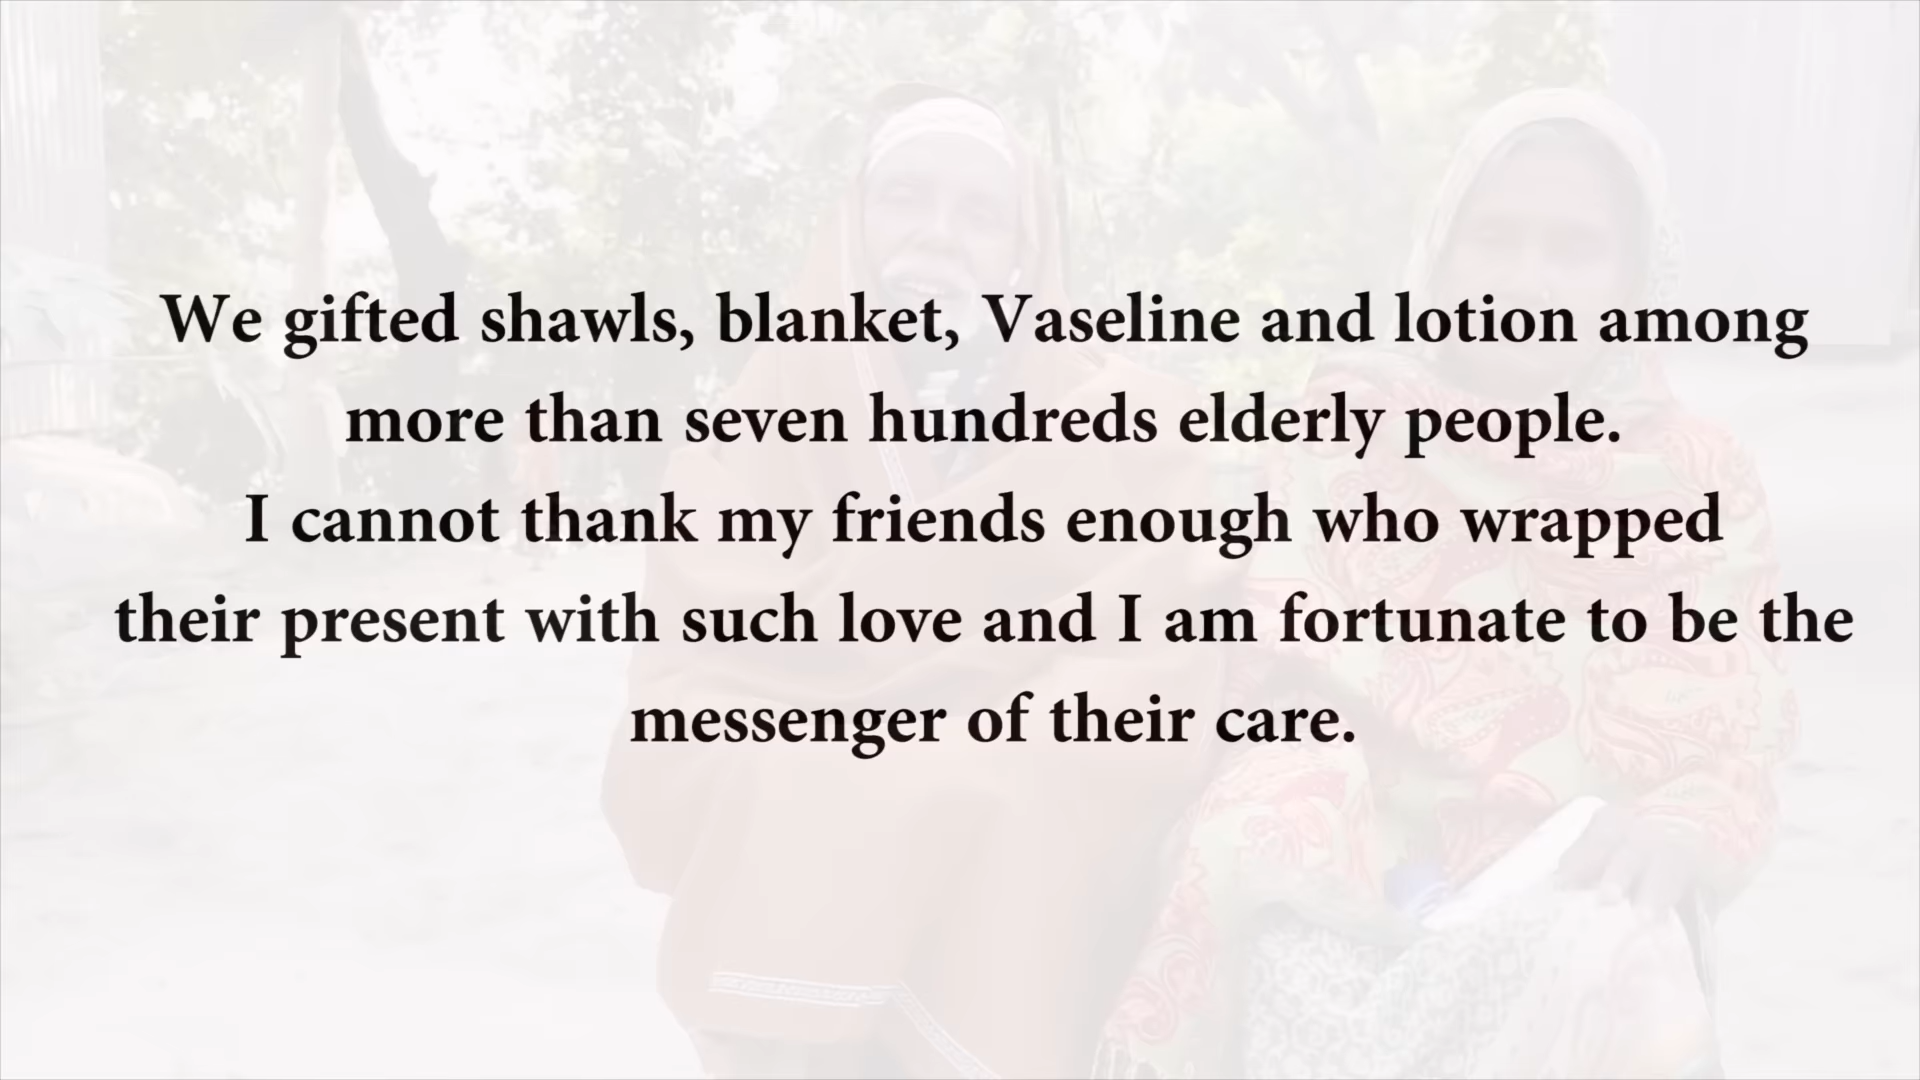 We gifted shawls, blanket, Vaseline and lotion among
more than seven hundreds elderly people.
I cannot thank my friends enough who wrapped
their present with such love and I am fortunate to be the
messenger of their care.